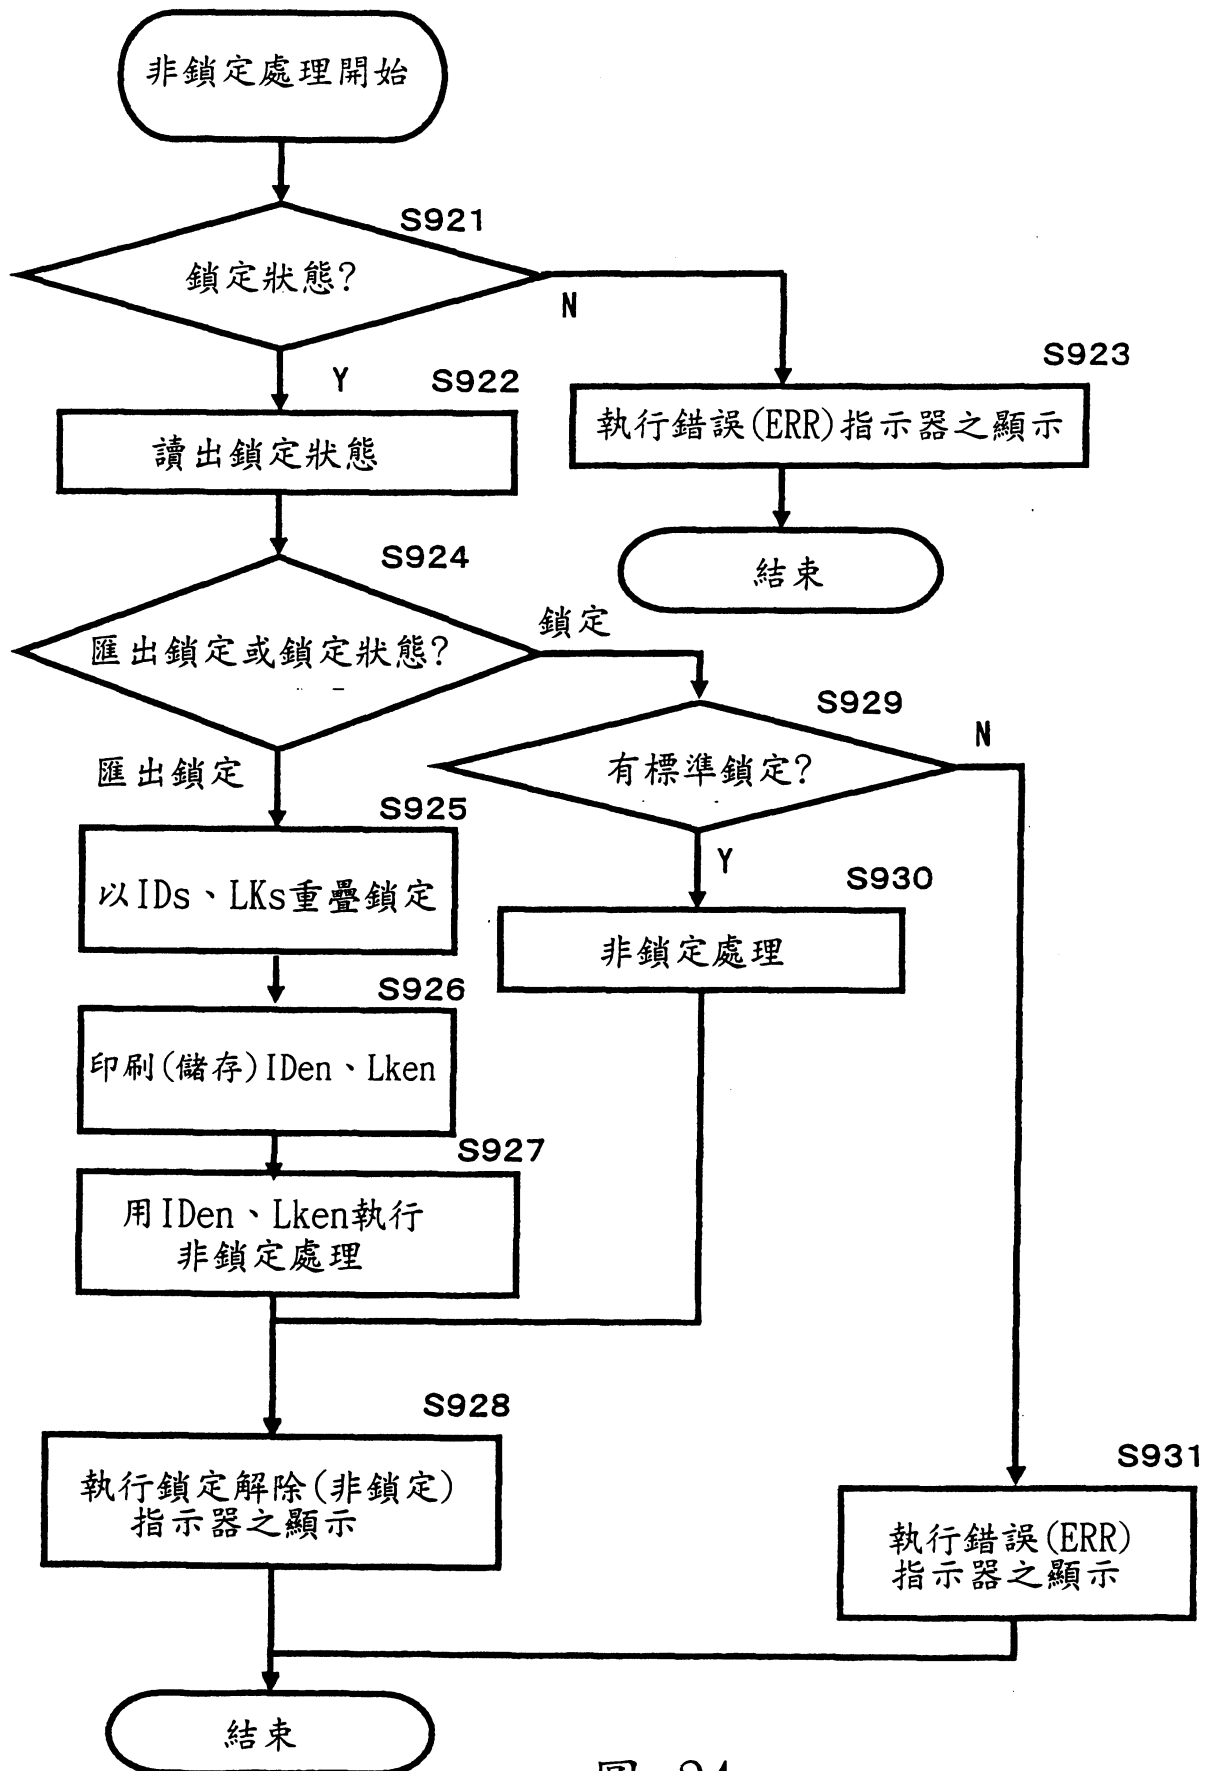 非鎖定處理開始
S921
鎖定狀態?
N
Y
S922
S923
讀出鎖定狀態
執行錯誤(ERR)指示器之顯示
結束
S924
鎖定
匯出鎖定或鎖定狀態?
S929
N
匯出鎖定
有標準鎖定?
S925
Y
以IDs、LKs重疊鎖定
S930
非鎖定處理
S926
印刷(儲存)IDen、Lken
S927
用IDen、Lken執行
非鎖定處理
S928
執行鎖定解除(非鎖定)
指示器之顯示
S931
執行錯誤(ERR)
指示器之顯示
結束